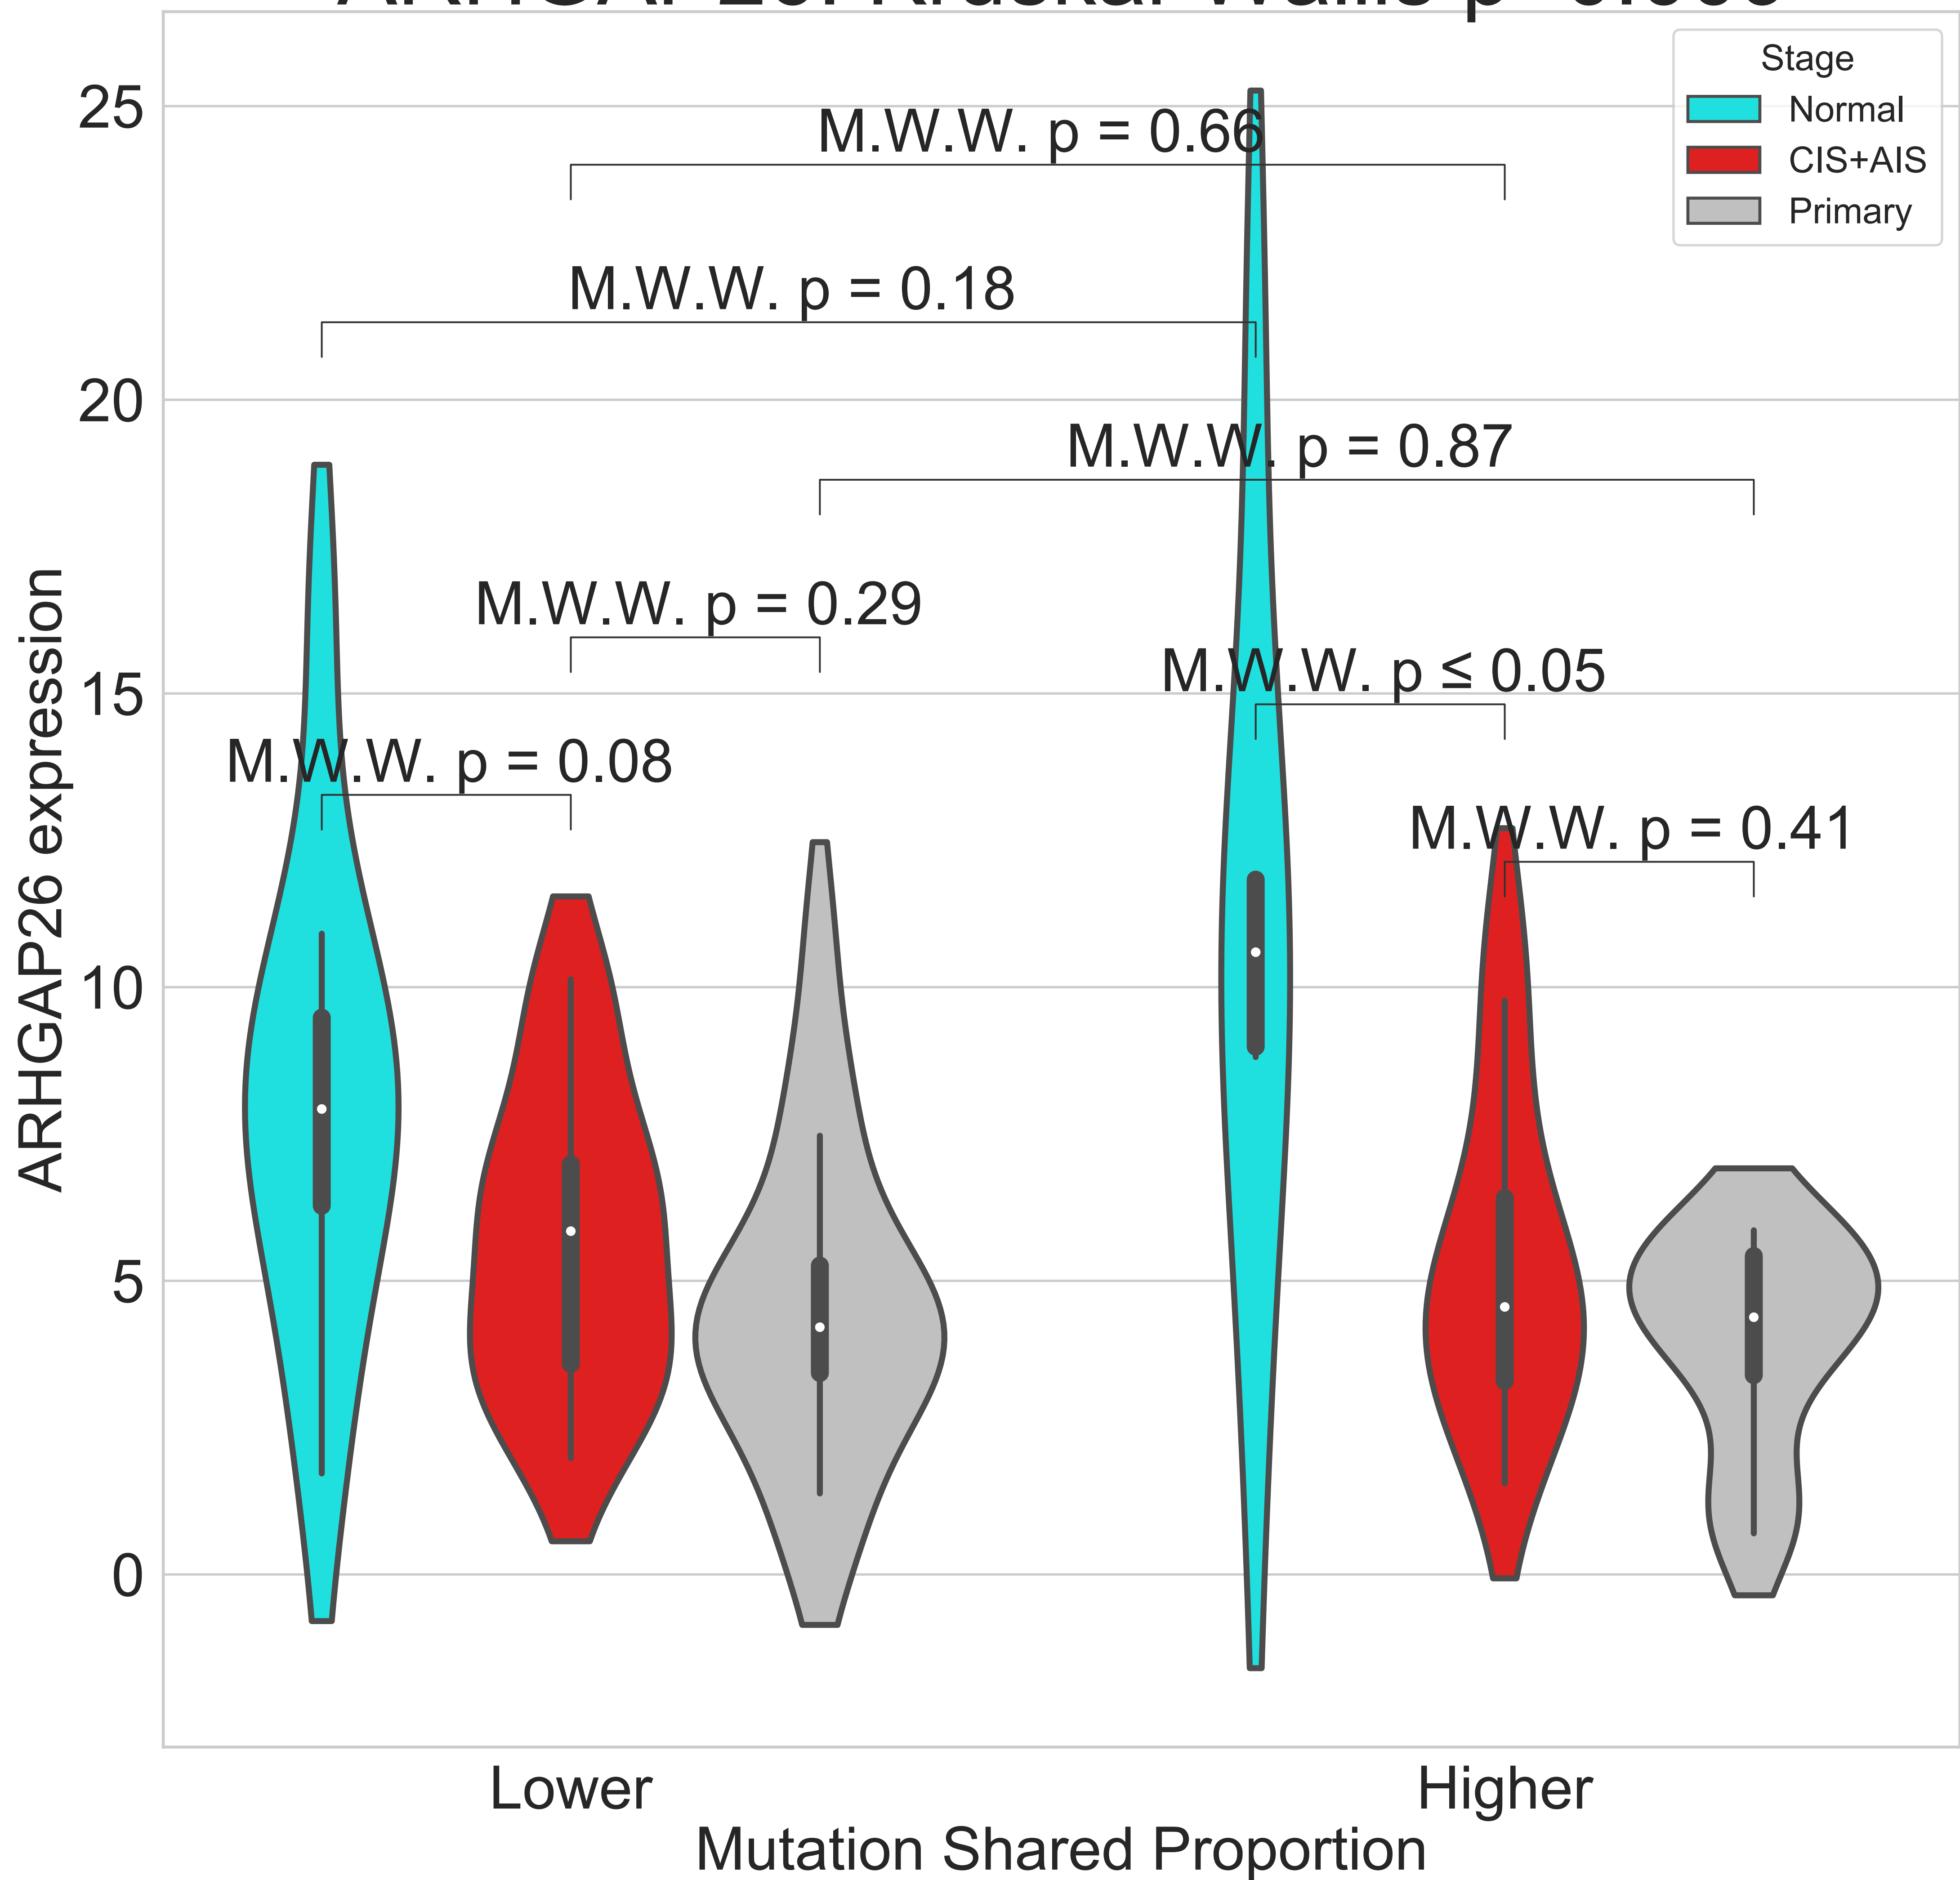 Stage
Normal
CIS+AIS
Primary
25
20
15
10
5
0
ARHGAP26 expression
M.W.W. p = 0.66
M.W.W. p = 0.18
M.W.W. p = 0.87
M.W.W. p = 0.29
M.W.W. p ≤ 0.05
M.W.W. p = 0.08
M.W.W. p = 0.41
Lower
Higher
Mutation Shared Proportion